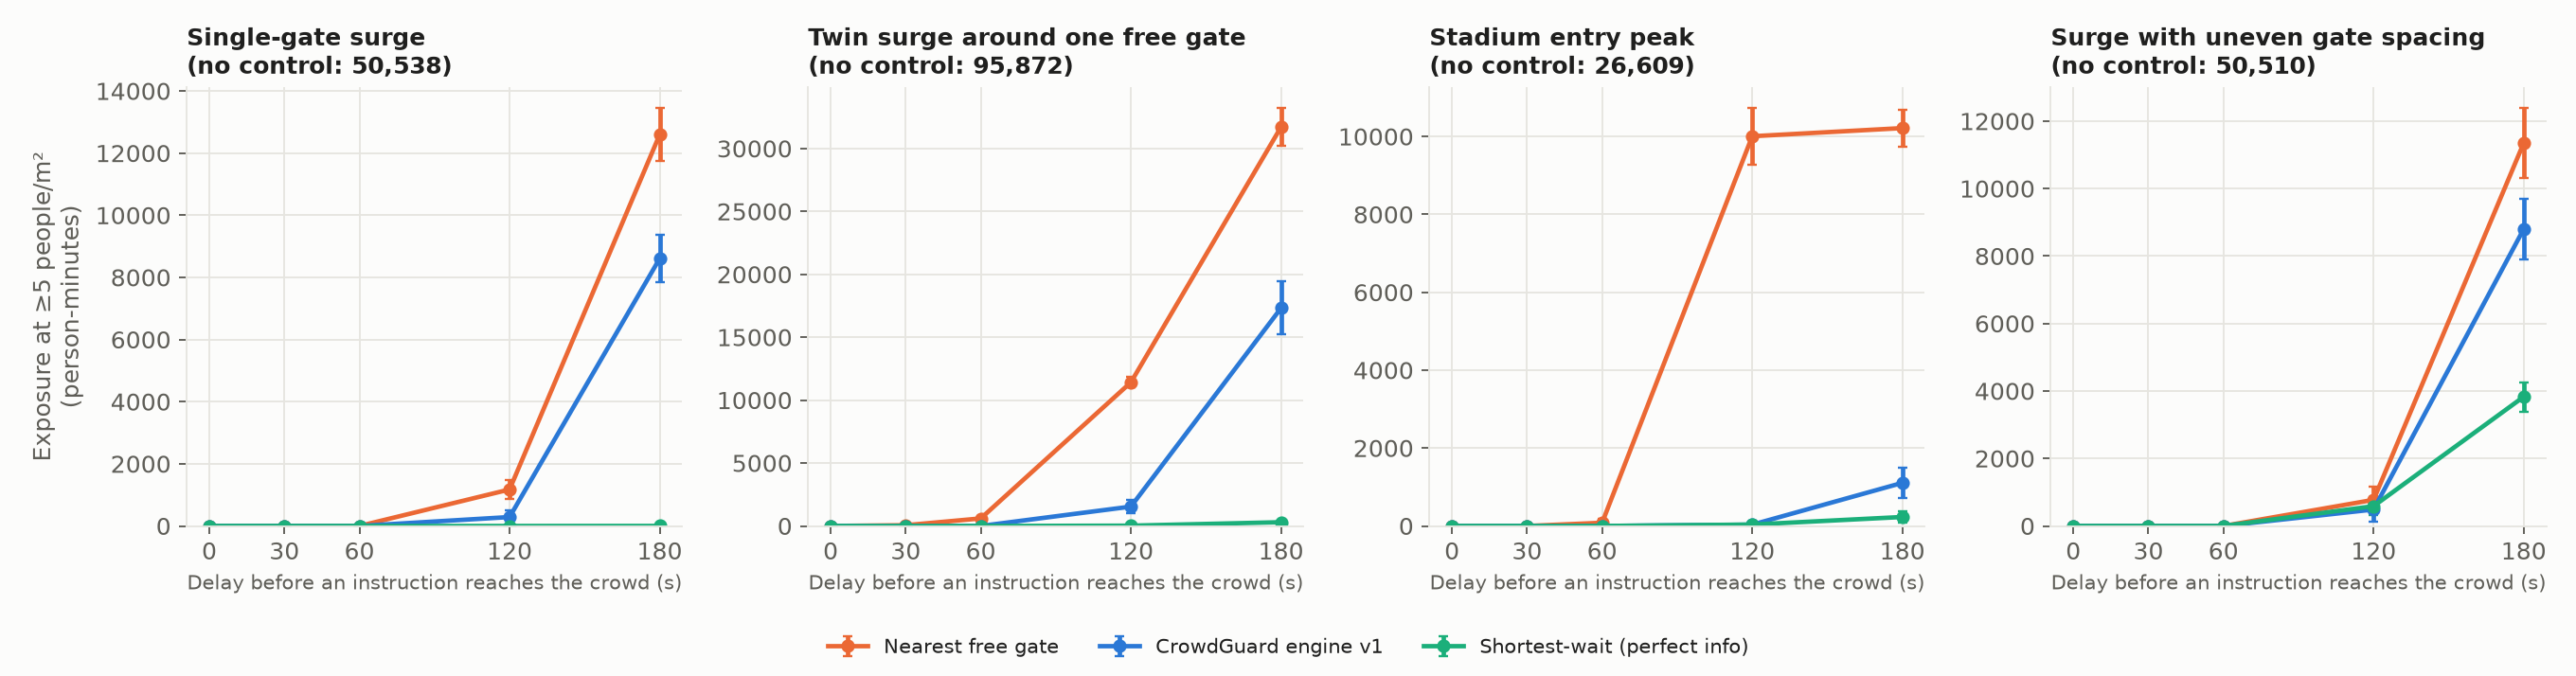 Single-gate surge
(no control: 50,538)
14000
12000
10000
8000
6000
4000
2000
0
Exposure at ≥5 people/m²
(person-minutes)
0 30 60 120 180
Delay before an instruction reaches the crowd (s)
Twin surge around one free gate
(no control: 95,872)
30000
25000
20000
15000
10000
5000
0
0 30 60 120 180
Delay before an instruction reaches the crowd (s)
Stadium entry peak
(no control: 26,609)
10000
8000
6000
4000
2000
0
0 30 60 120 180
Delay before an instruction reaches the crowd (s)
Surge with uneven gate spacing
(no control: 50,510)
12000
10000
8000
6000
4000
2000
0
0 30 60 120 180
Delay before an instruction reaches the crowd (s)
Nearest free gate
CrowdGuard engine v1
Shortest-wait (perfect info)